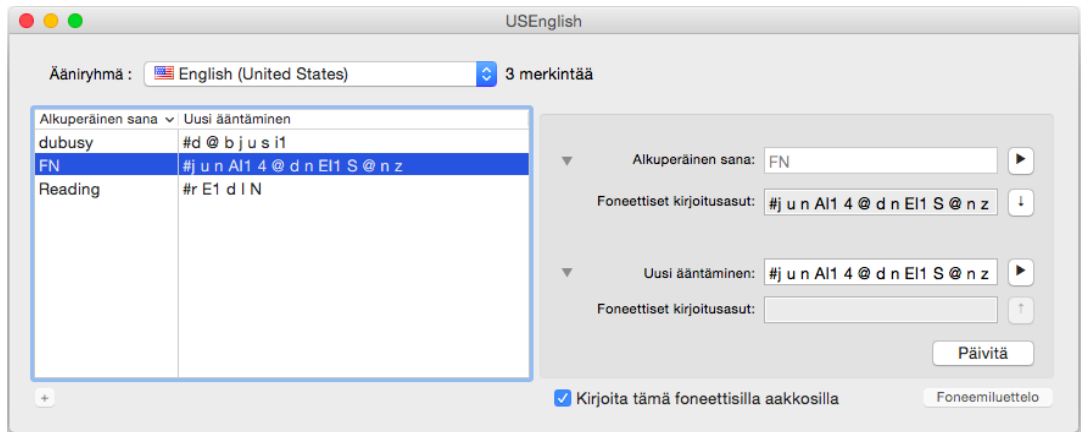 USEnglish
Ääniryhmä : English (United States) 3 merkintää
Alkuperäinen sana Uusi ääntäminen
dubusy #d @ b j u s i1
FN #j u n AI1 4 @ d n EI1 S @ n z
Reading #r E1 d I N
Alkuperäinen sana: FN
Foneettiset kirjoitusasut: #j u n AI1 4 @ d n EI1 S @ n z ↓
Uusi ääntäminen: #j u n AI1 4 @ d n EI1 S @ n z
Foneettiset kirjoitusasut: ↑
Päivitä
+ Kirjoita tämä foneettisilla aakkosilla Foneemiluettelo